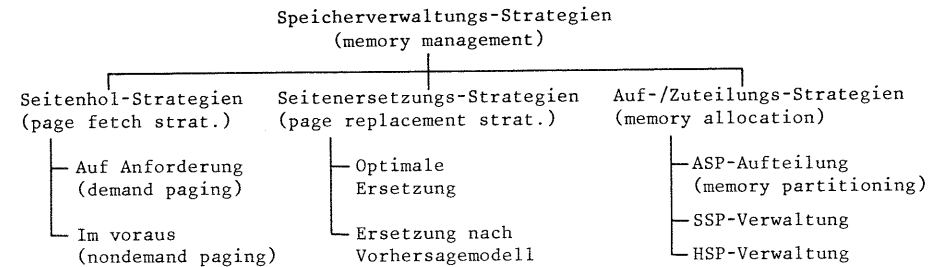 Speicherverwaltungs-Strategien
(memory management)
Seitenhol-Strategien
(page fetch strat.)
Auf Anforderung
(demand paging)
Im voraus
(nondemand paging)
Seitenersetzungs-Strategien
(page replacement strat.)
Optimale
Ersetzung
Ersetzung nach
Vorhersagemodell
Auf-/Zuteilungs-Strategien
(memory allocation)
ASP-Aufteilung
(memory partitioning)
SSP-Verwaltung
HSP-Verwaltung